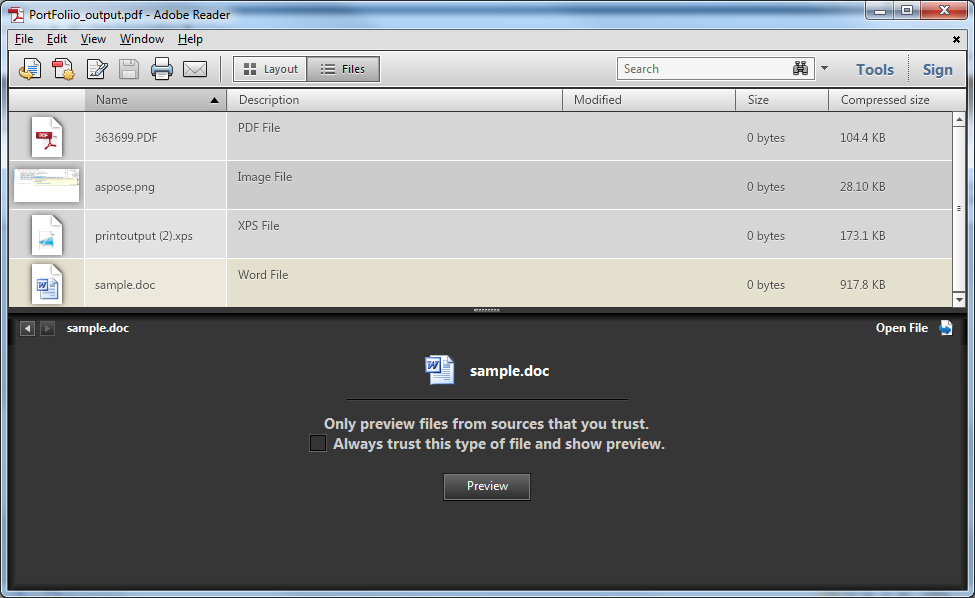 PortFoliio_output.pdf - Adobe Reader
File Edit View Window Help
Layout Files Search Tools Sign
Name Description Modified Size Compressed size
363699.PDF PDF File 0 bytes 104.4 KB
aspose.png Image File 0 bytes 28.10 KB
printoutput (2).xps XPS File 0 bytes 173.1 KB
sample.doc Word File 0 bytes 917.8 KB
sample.doc Open File
sample.doc
Only preview files from sources that you trust.
Always trust this type of file and show preview.
Preview